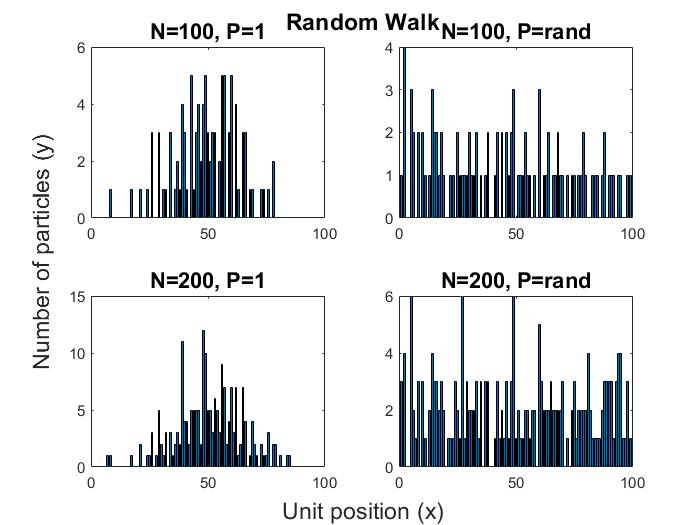 Random Walk
N=100, P=1
N=100, P=rand
6
4
2
0
0 50 100
4
3
2
1
0
0 50 100
Number of particles (y)
N=200, P=1
N=200, P=rand
15
10
5
0
0 50 100
6
4
2
0
0 50 100
Unit position (x)